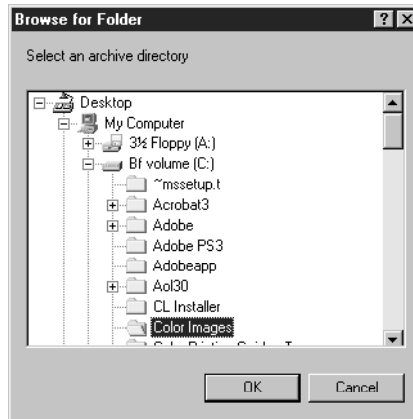 Browse for Folder
Select an archive directory
Desktop
My Computer
3½ Floppy (A:)
Bf volume (C:)
~mssetup.t
Acrobat3
Adobe
Adobe PS3
Adobeapp
Aol30
CL Installer
Color Images
OK Cancel